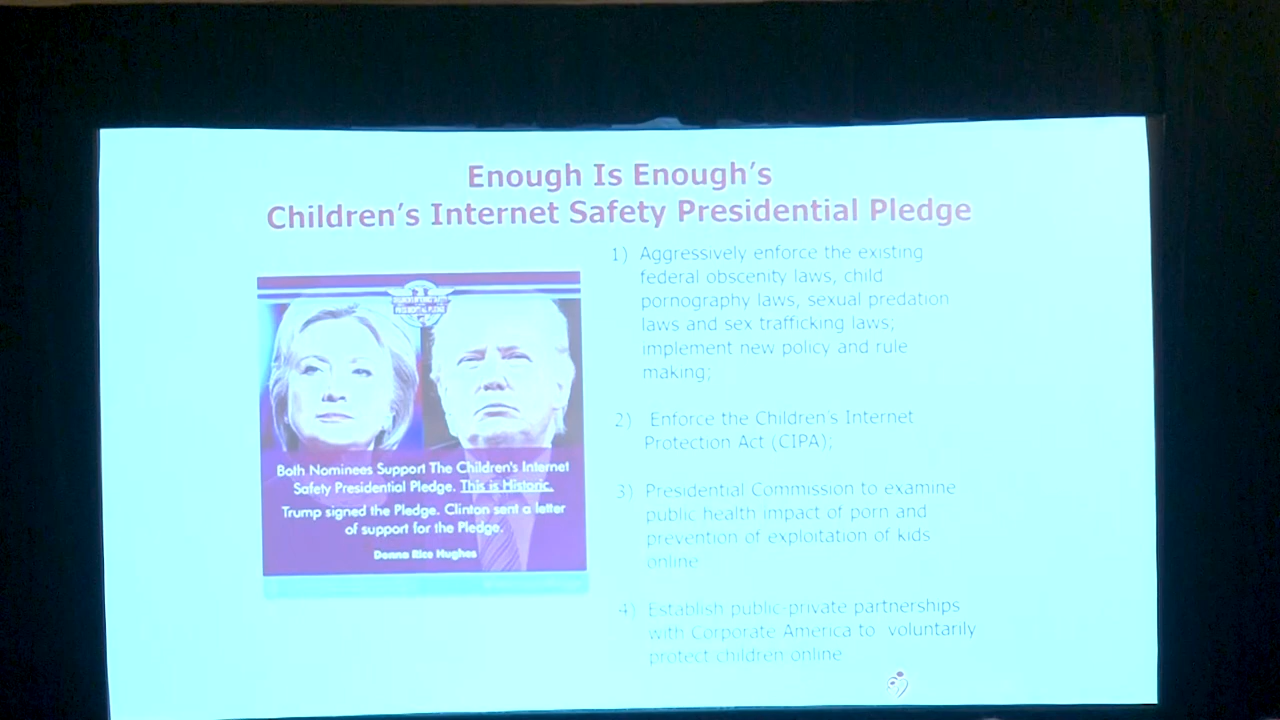 Enough Is Enough's
Children's Internet Safety Presidential Pledge
CHILDREN'S INTERNET SAFETY
PRESIDENTIAL PLEDGE
Both Nominees Support The Children's Internet
Safety Presidential Pledge. This is Historic.
Trump signed the Pledge. Clinton sent a letter
of support for the Pledge.
Donna Rice Hughes
1) Aggressively enforce the existing
federal obscenity laws, child
pornography laws, sexual predation
laws and sex trafficking laws;
implement new policy and rule
making;
2) Enforce the Children's Internet
Protection Act (CIPA);
3) Presidential Commission to examine
public health impact of porn and
prevention of exploitation of kids
online
4) Establish public-private partnerships
with Corporate America to voluntarily
protect children online